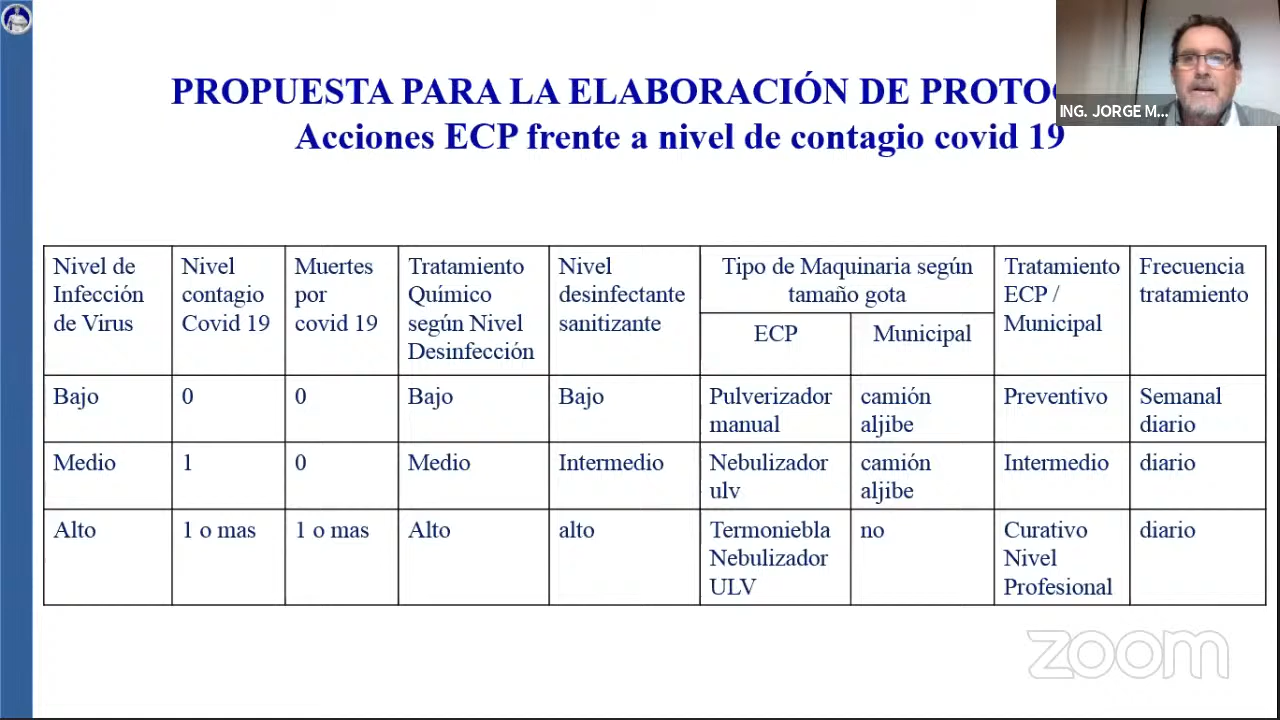 PROPUESTA PARA LA ELABORACIÓN DE
Acciones ECP frente a nivel de contagio covid 19
ING. JORGE M...
Nivel de
Infección
de Virus
Nivel
contagio
Covid 19
Muertes
por
covid 19
Tratamiento
Químico
según Nivel
Desinfección
Nivel
desinfectante
sanitizante
Tipo de Maquinaria según
tamaño gota
ECP
Municipal
Tratamiento
ECP /
Municipal
Frecuencia
tratamiento
Bajo
0
0
Bajo
Bajo
Pulverizador
manual
camión
aljibe
Preventivo
Semanal
diario
Medio
1
0
Medio
Intermedio
Nebulizador
ulv
camión
aljibe
Intermedio
diario
Alto
1 o mas
1 o mas
Alto
alto
Termoniebla
Nebulizador
ULV
no
Curativo
Nivel
Profesional
diario
zoom